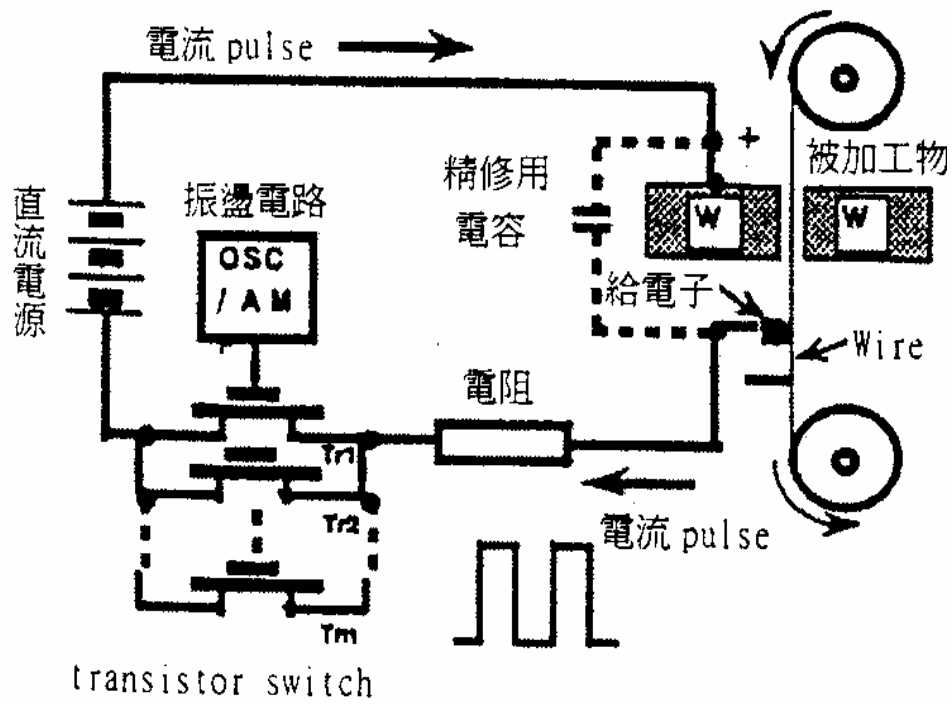 電流 pulse
+
精修用
電容
被加工物
直流電源
振盪電路
OSC
/ AM
W
W
給電子
Wire
電阻
Tr1
Tr2
Tm
電流 pulse
transistor switch